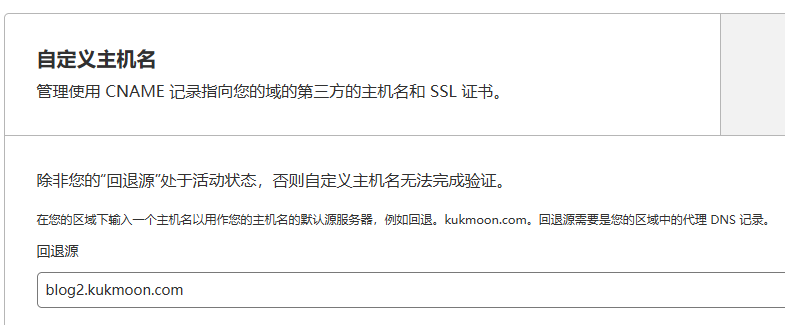 自定义主机名
管理使用 CNAME 记录指向您的域的第三方的主机名和 SSL 证书。
除非您的“回退源”处于活动状态，否则自定义主机名无法完成验证。
在您的区域下输入一个主机名以用作您的主机名的默认源服务器，例如回退。kukmoon.com。回退源需要是您的区域中的代理 DNS 记录。
回退源
blog2.kukmoon.com